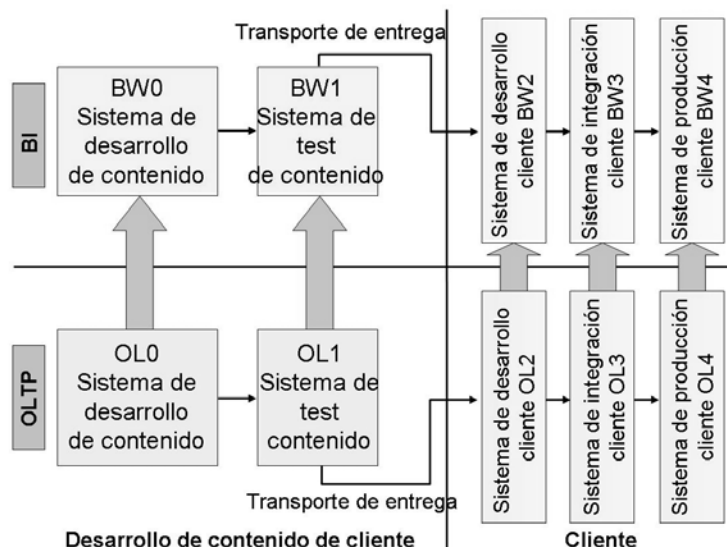 Transporte de entrega
BI
BW0
Sistema de
desarrollo
de contenido
BW1
Sistema de
test
de contenido
Sistema de desarrollo
cliente BW2
Sistema de integración
cliente BW3
Sistema de producción
cliente BW4
OLTP
OL0
Sistema de
desarrollo
de contenido
OL1
Sistema de
test
contenido
Sistema de desarrollo
cliente OL2
Sistema de integración
cliente OL3
Sistema de producción
cliente OL4
Transporte de entrega
Desarrollo de contenido de cliente
Cliente